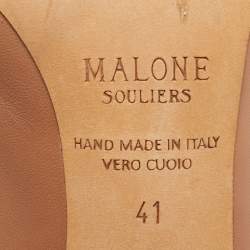 MALONE
SOULIERS
HAND MADE IN ITALY
VERO CUOIO
41